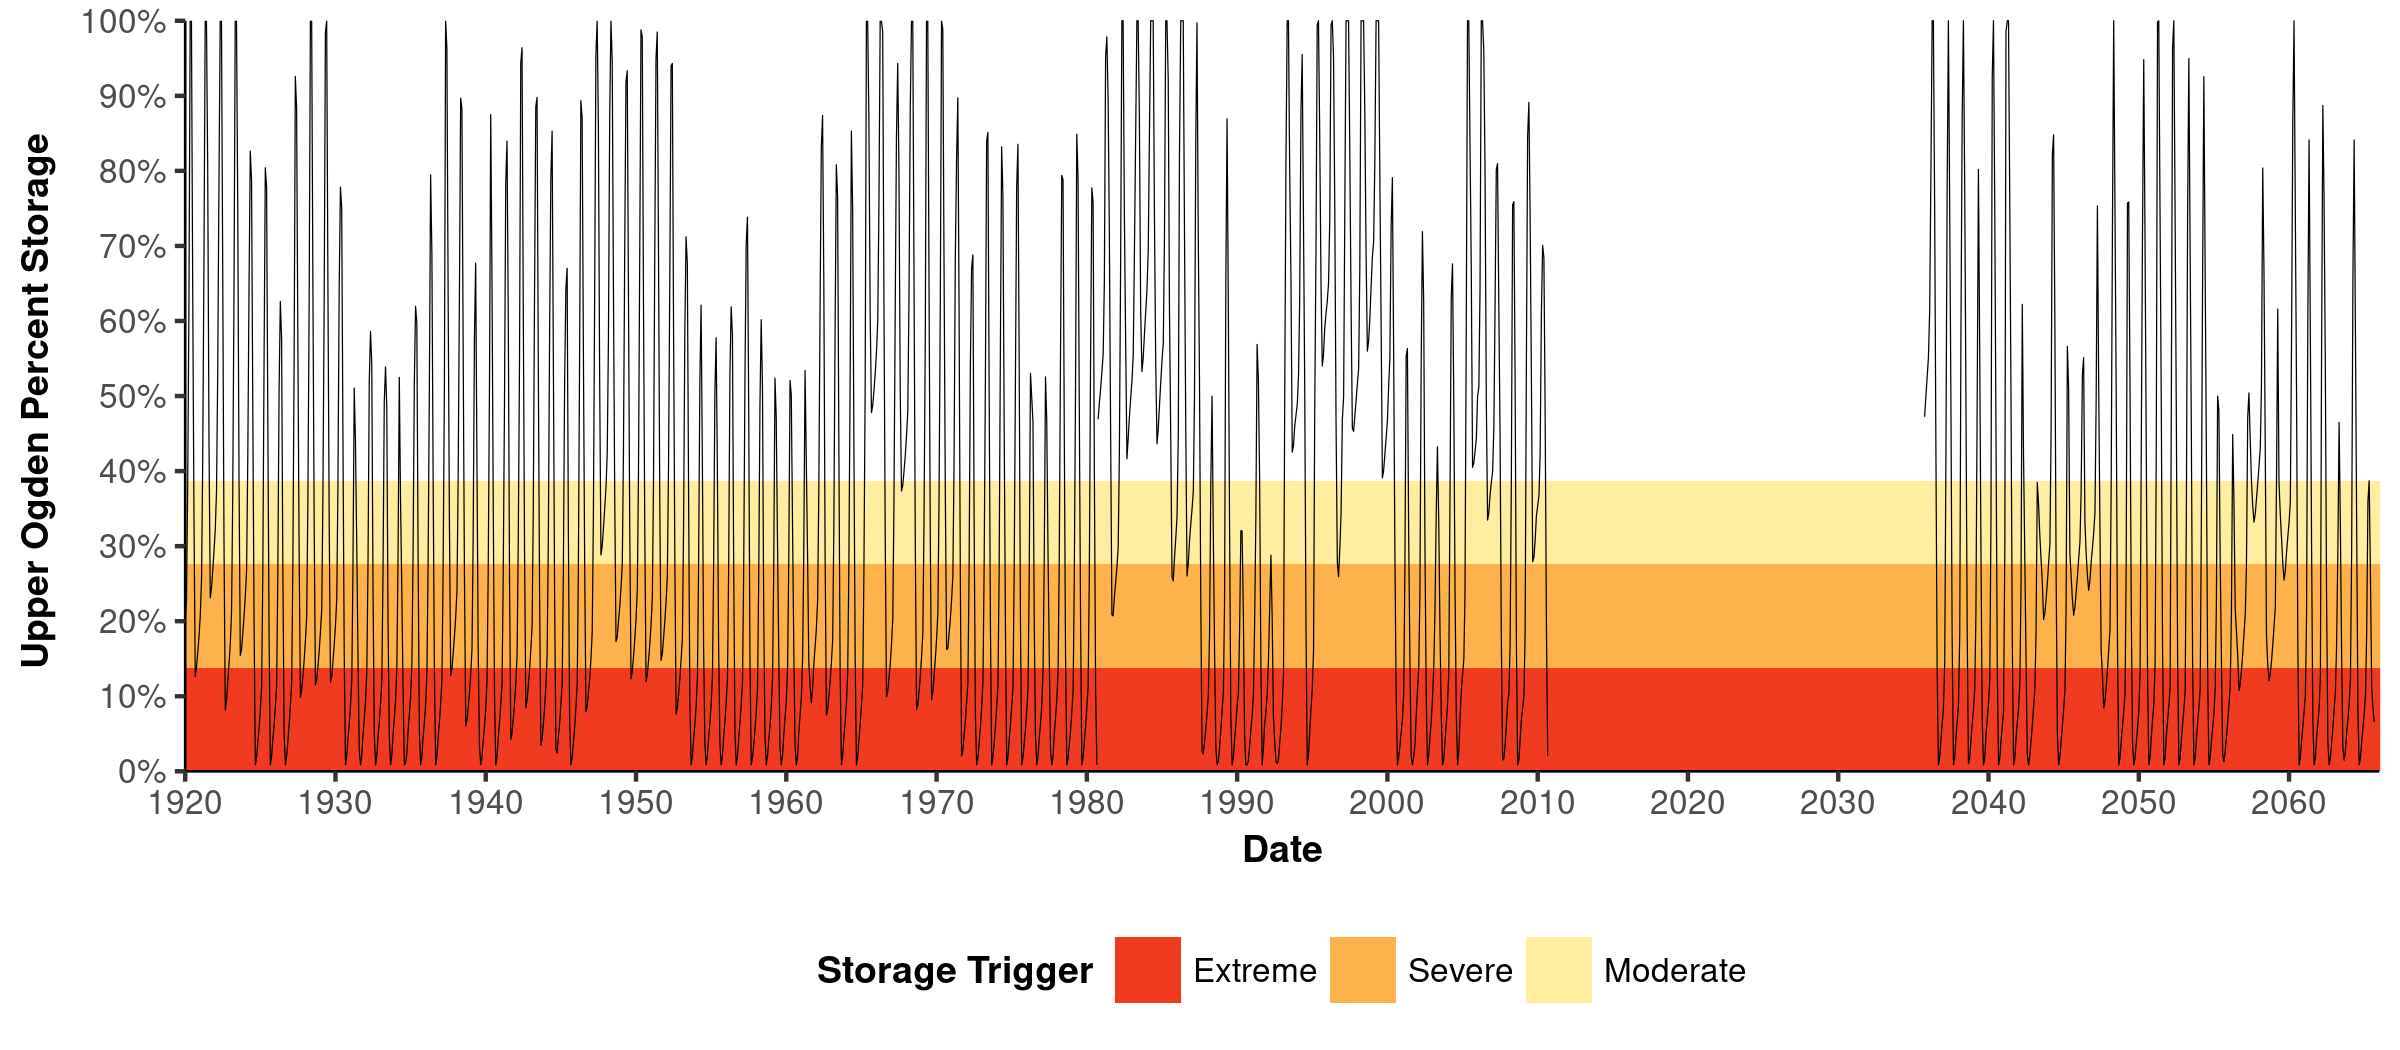 Upper Ogden Percent Storage
100%
90%
80%
70%
60%
50%
40%
30%
20%
10%
0%
1920 1930 1940 1950 1960 1970 1980 1990 2000 2010 2020 2030 2040 2050 2060
Date
Storage Trigger Extreme Severe Moderate